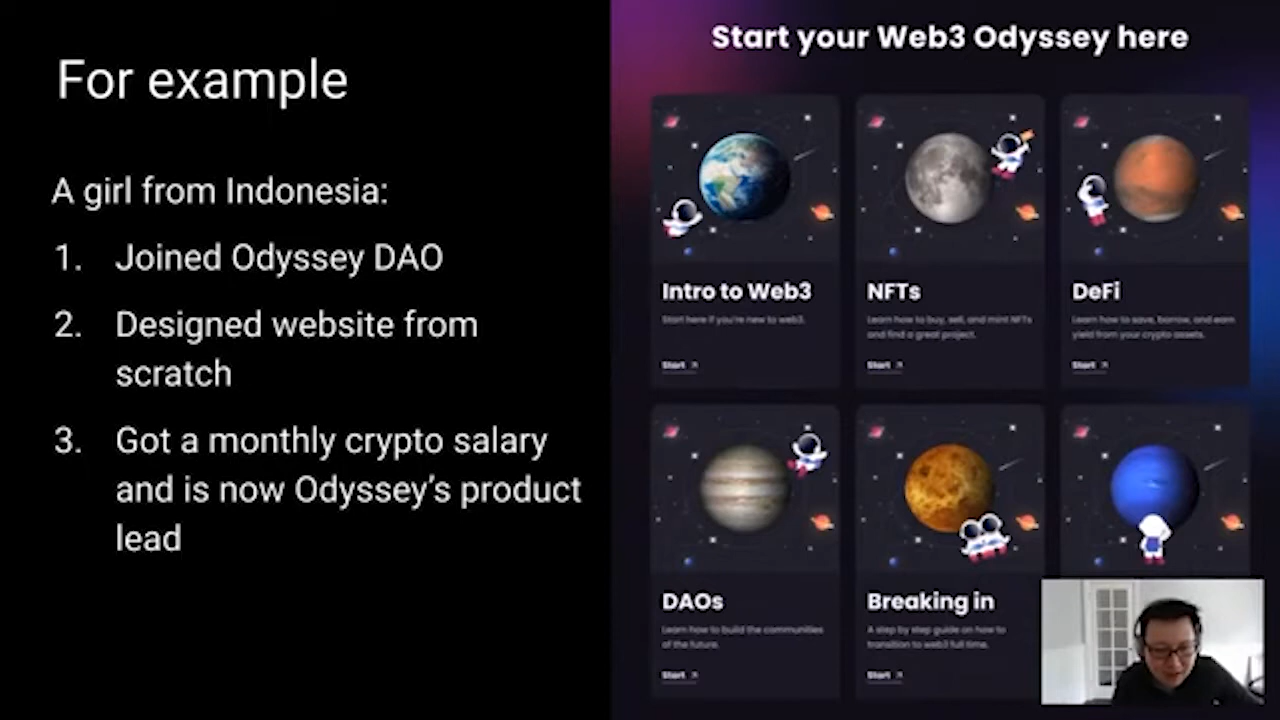 For example
A girl from Indonesia:
1. Joined Odyssey DAO
2. Designed website from
scratch
3. Got a monthly crypto salary
and is now Odyssey's product
lead
Start your Web3 Odyssey here
Intro to Web3
Start here if you're new to web3.
Start
NFTs
Learn how to buy, sell, and mint NFTs
and find a great project.
Start
DeFi
Learn how to save, borrow, and earn
yield from your crypto assets.
Start
DAOs
Learn how to build the communities
of the future.
Start
Breaking in
A step by step guide on how to
transition to web3 full time.
Start